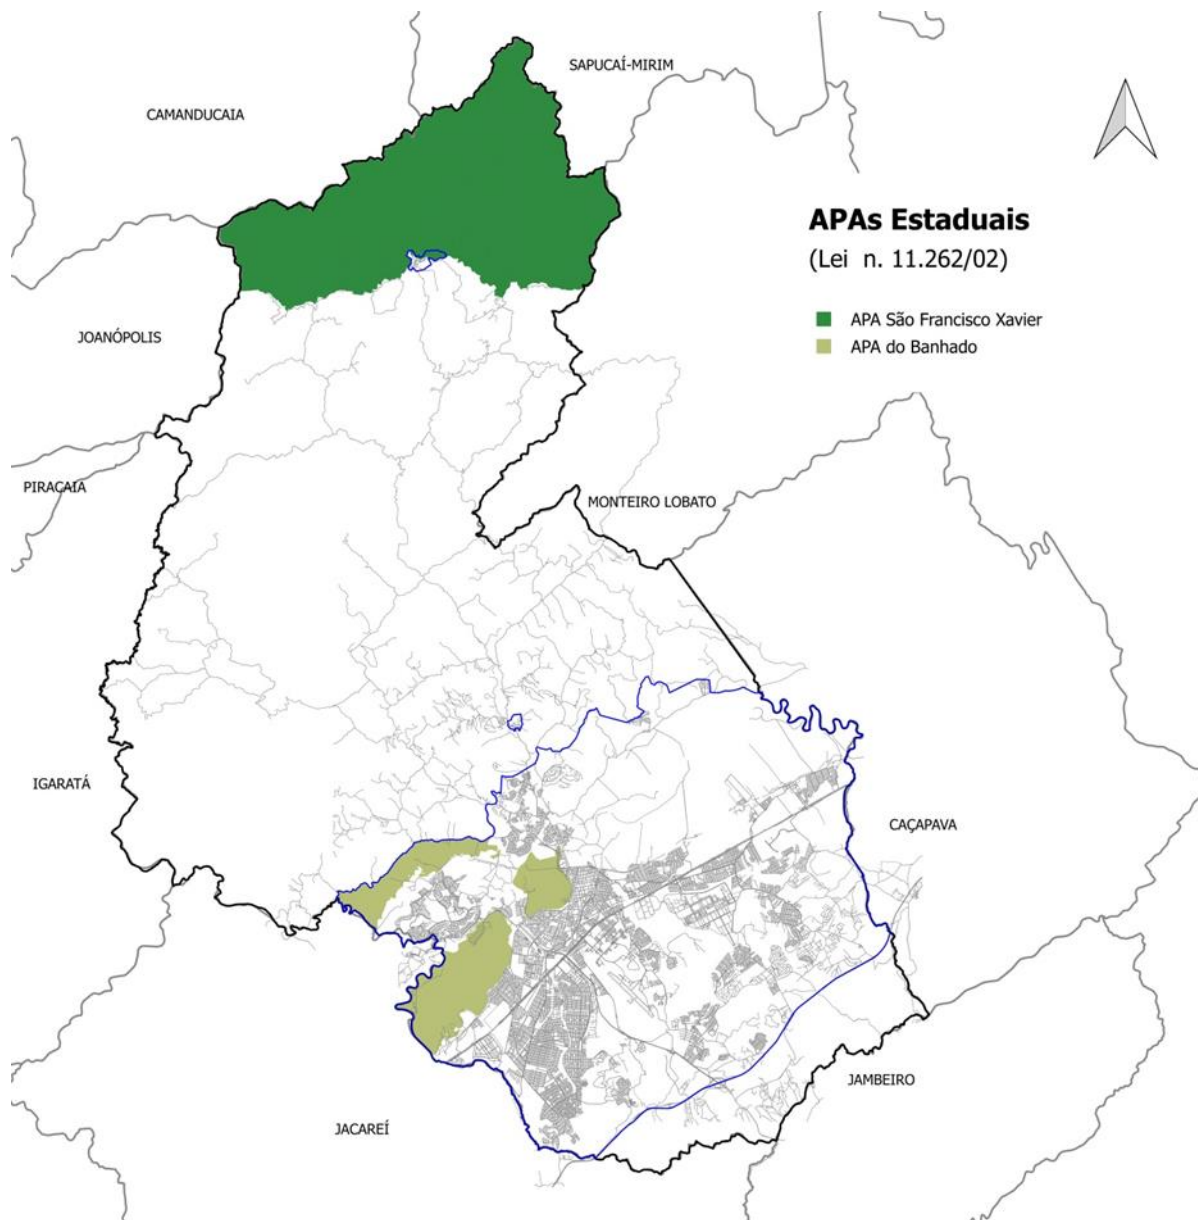 SAPUCAÍ-MIRIM
CAMANDUCAIA
APAs Estaduais
(Lei n. 11.262/02)
APA São Francisco Xavier
APA do Banhado
JOANÓPOLIS
PIRACAIA
MONTEIRO LOBATO
IGARATÁ
CAÇAPAVA
JAMBEIRO
JACAREÍ